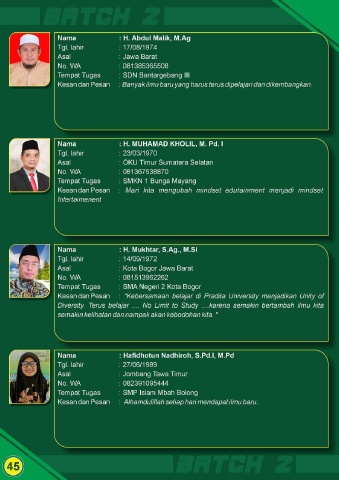 BATCH 2
Nama : H. Abdul Malik, M.Ag
Tgl. lahir : 17/08/1974
Asal : Jawa Barat
No. WA : 081385365508
Tempat Tugas : SDN Bantargebang III
Kesan dan Pesan : Banyak ilmu baru yang harus terus dipelajari dan dikembangkan.
Nama : H. MUHAMAD KHOLIL, M. Pd. I
Tgl. lahir : 23/03/1970
Asal : OKU Timur Sumatera Selatan
No. WA : 081367538870
Tempat Tugas : SMKN 1 Bunga Mayang
Kesan dan Pesan : Mari kita mengubah mindset edutainment menjadi mindset
Infertainenent
Nama : H. Mukhtar, S.Ag., M.Si
Tgl. lahir : 14/09/1972
Asal : Kota Bogor Jawa Barat
No. WA : 081513962262
Tempat Tugas : SMA Negeri 2 Kota Bogor
Kesan dan Pesan : "Kebersamaan belajar di Pradita University menjadikan Unity of
Diversity. Terus belajar .... No Limit to Study ....karena semakin bertambah ilmu kita
semakin kelihatan dan nampak akan kebodohan kita. "
Nama : Hafidhotun Nadhiroh, S.Pd.I, M.Pd
Tgl. lahir : 27/06/1989
Asal : Jombang Tawa Timur
No. WA : 082391095444
Tempat Tugas : SMP Islam Mbah Bolong
Kesan dan Pesan : Alhamdulillah setiap hari mendapat ilmu baru.
45
BATCH 2